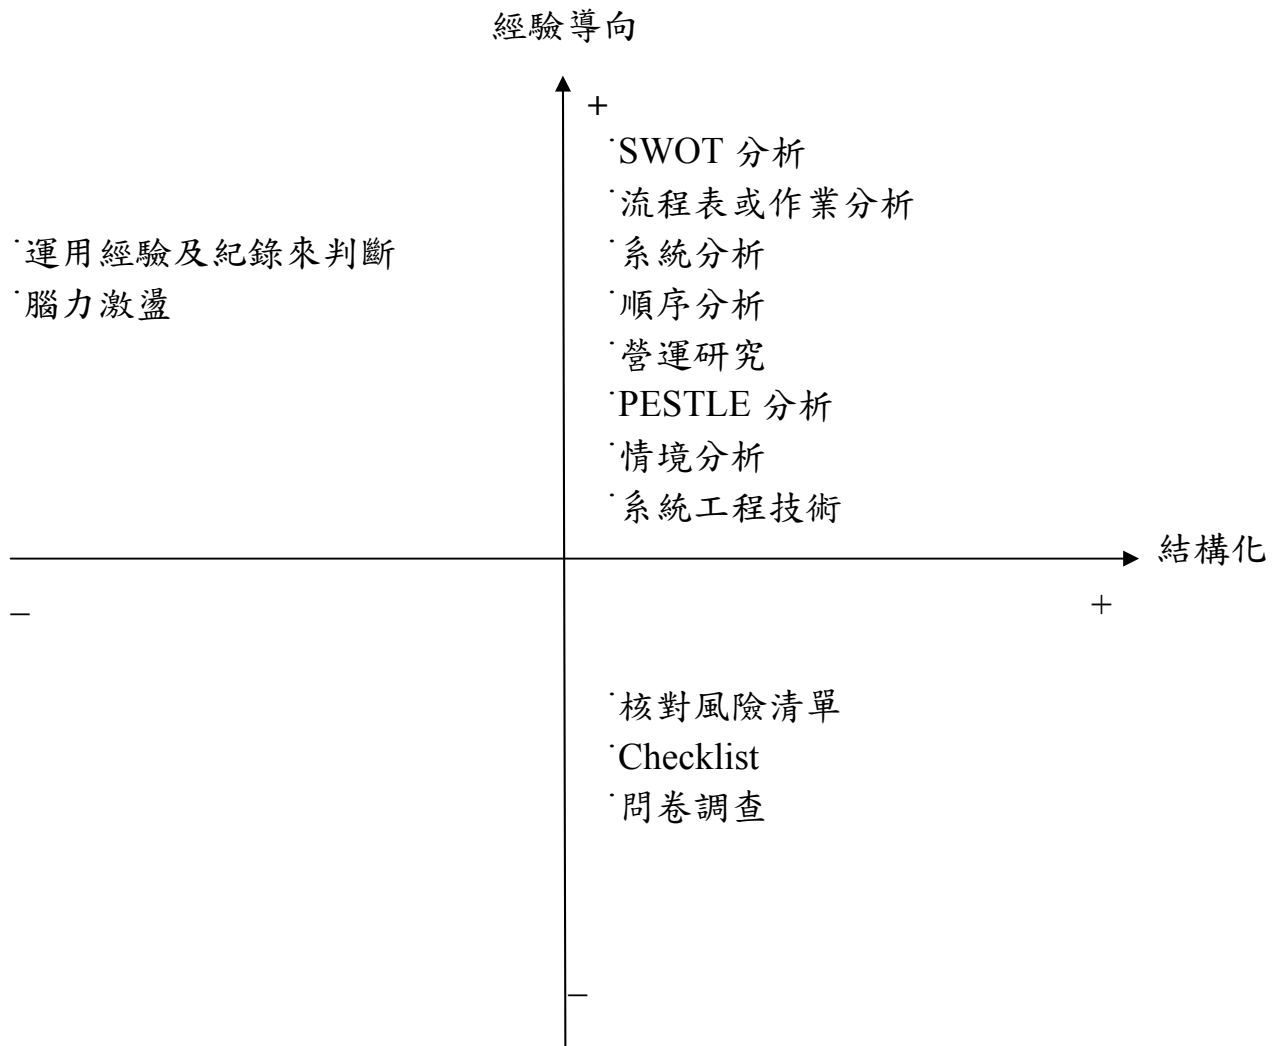 經驗導向
+
˙SWOT 分析
˙流程表或作業分析
˙運用經驗及紀錄來判斷
˙系統分析
˙腦力激盪
˙順序分析
˙營運研究
˙PESTLE 分析
˙情境分析
˙系統工程技術
結構化
–
+
˙核對風險清單
˙Checklist
˙問卷調查
–